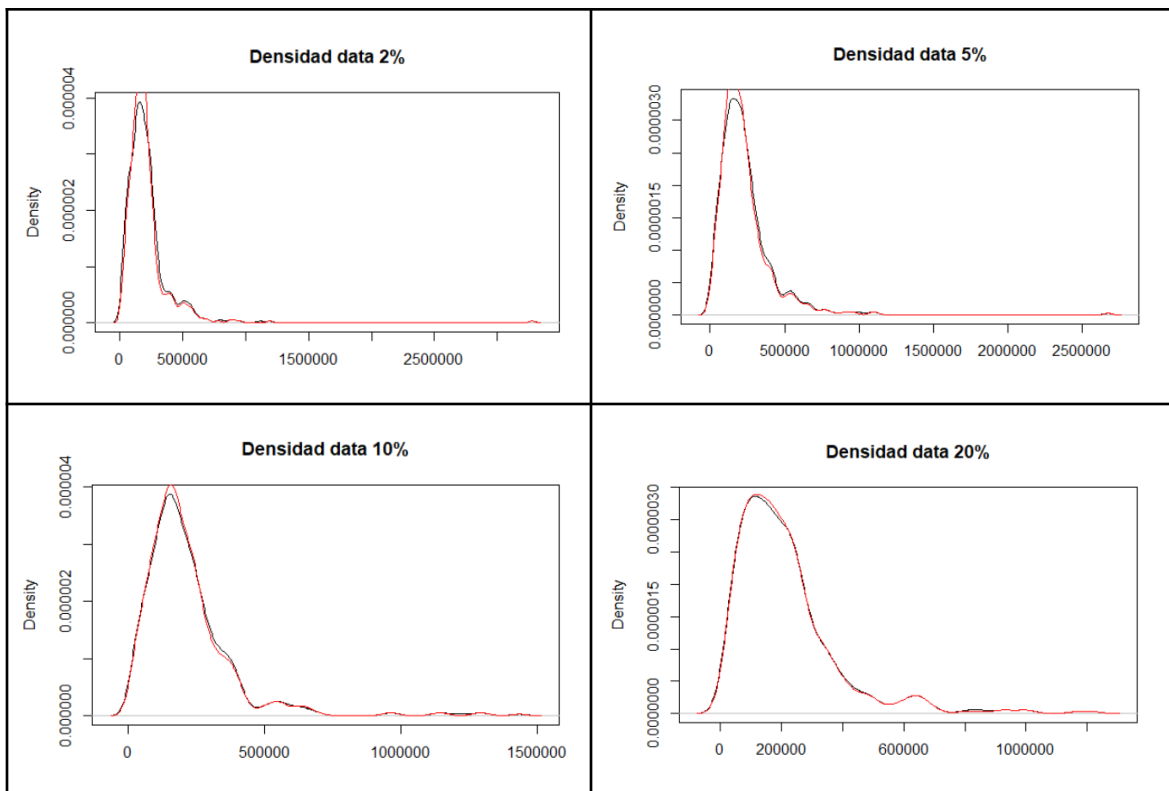 Densidad data 2%
Density
0.000000 0.000002 0.000004
0 500000 1500000 2500000
Densidad data 5%
Density
0.0000000 0.0000015 0.0000030
0 500000 1000000 1500000 2000000 2500000
Densidad data 10%
Density
0.000000 0.000002 0.000004
0 500000 1000000 1500000
Densidad data 20%
Density
0.0000000 0.0000015 0.0000030
0 200000 600000 1000000